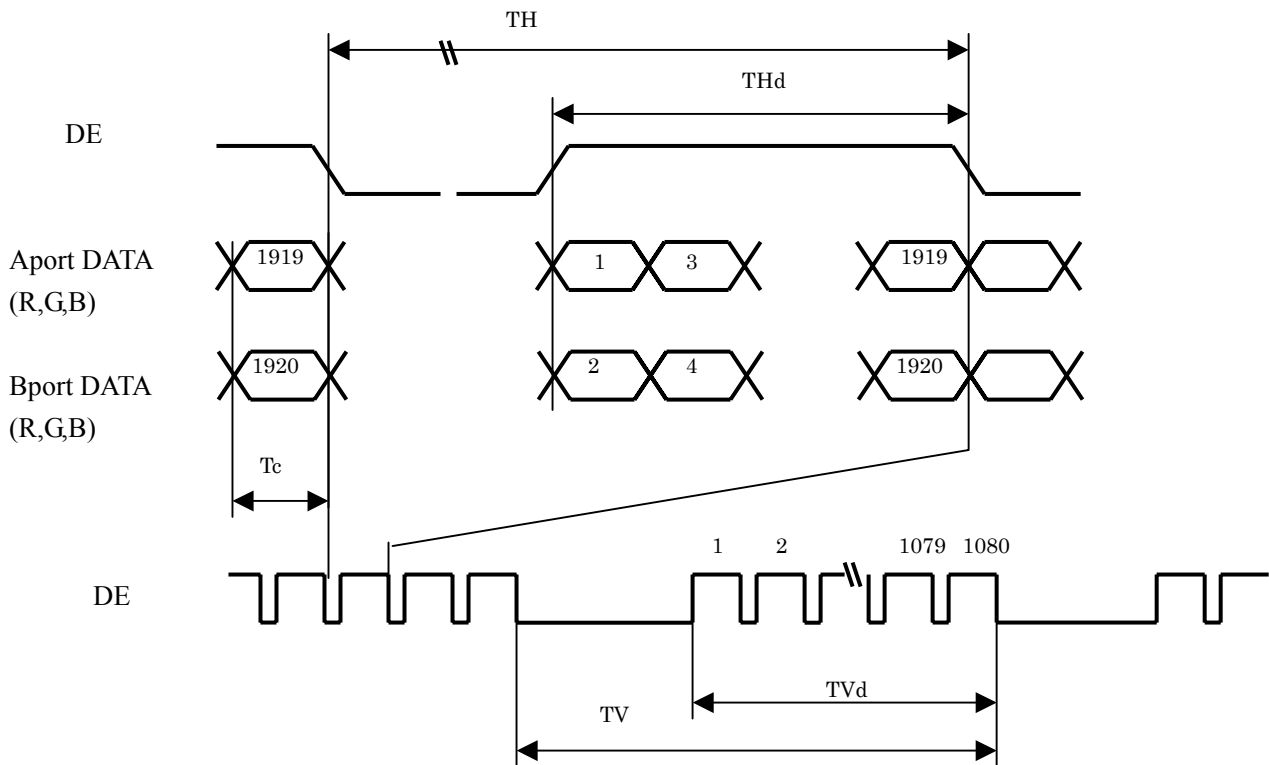 TH
THd
DE
Aport DATA
(R,G,B)
1919
1
3
1919
Bport DATA
(R,G,B)
1920
2
4
1920
Tc
1
2
1079
1080
DE
TVd
TV